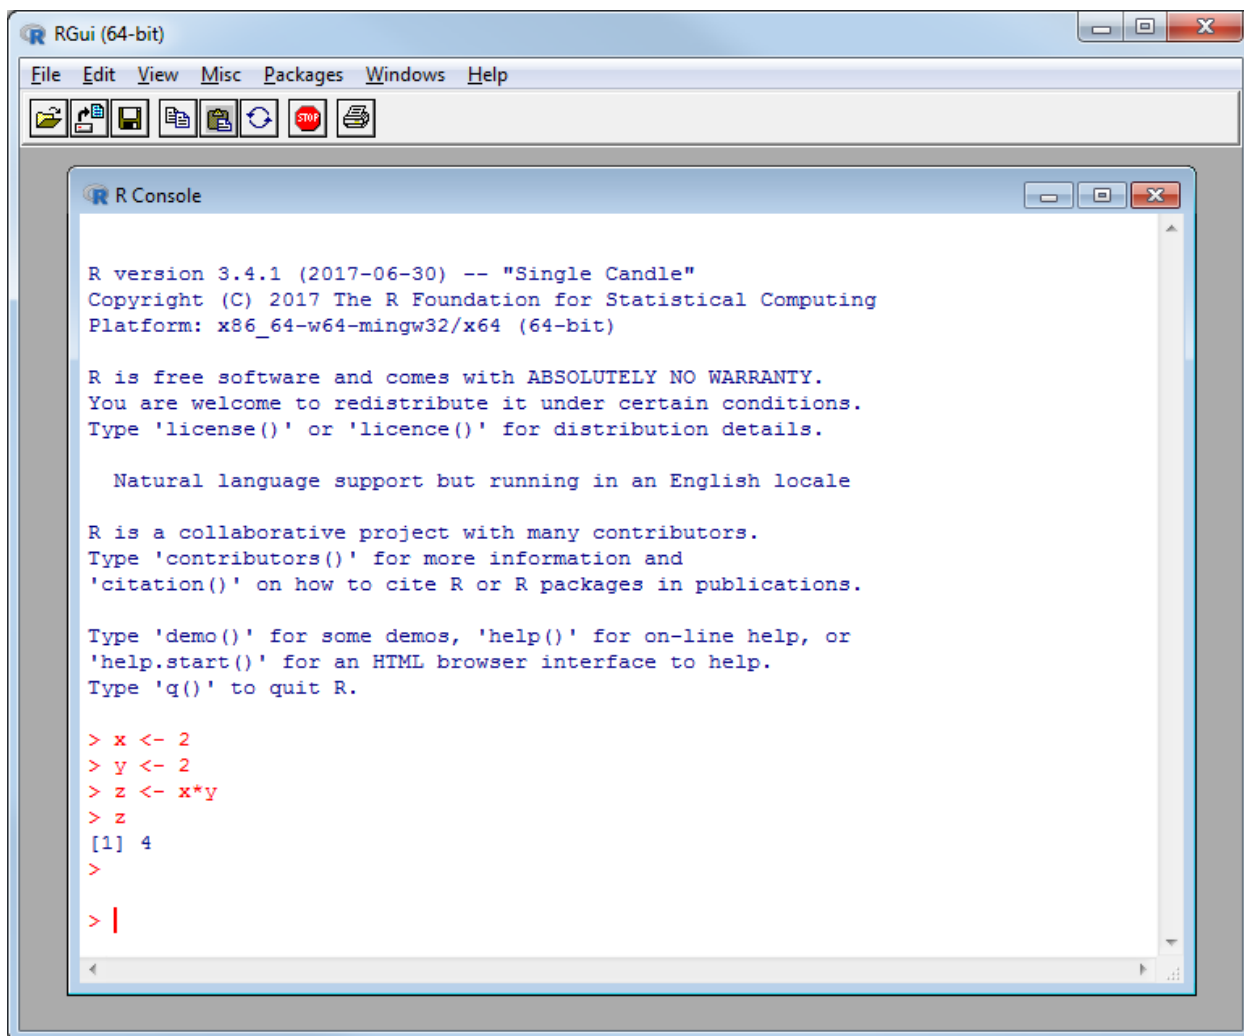 RGui (64-bit)
File Edit View Misc Packages Windows Help
STOP
R Console
R version 3.4.1 (2017-06-30) -- "Single Candle"
Copyright (C) 2017 The R Foundation for Statistical Computing
Platform: x86_64-w64-mingw32/x64 (64-bit)
R is free software and comes with ABSOLUTELY NO WARRANTY.
You are welcome to redistribute it under certain conditions.
Type 'license()' or 'licence()' for distribution details.
Natural language support but running in an English locale
R is a collaborative project with many contributors.
Type 'contributors()' for more information and
'citation()' on how to cite R or R packages in publications.
Type 'demo()' for some demos, 'help()' for on-line help, or
'help.start()' for an HTML browser interface to help.
Type 'q()' to quit R.
> x <- 2
> y <- 2
> z <- x*y
> z
[1] 4
>
>